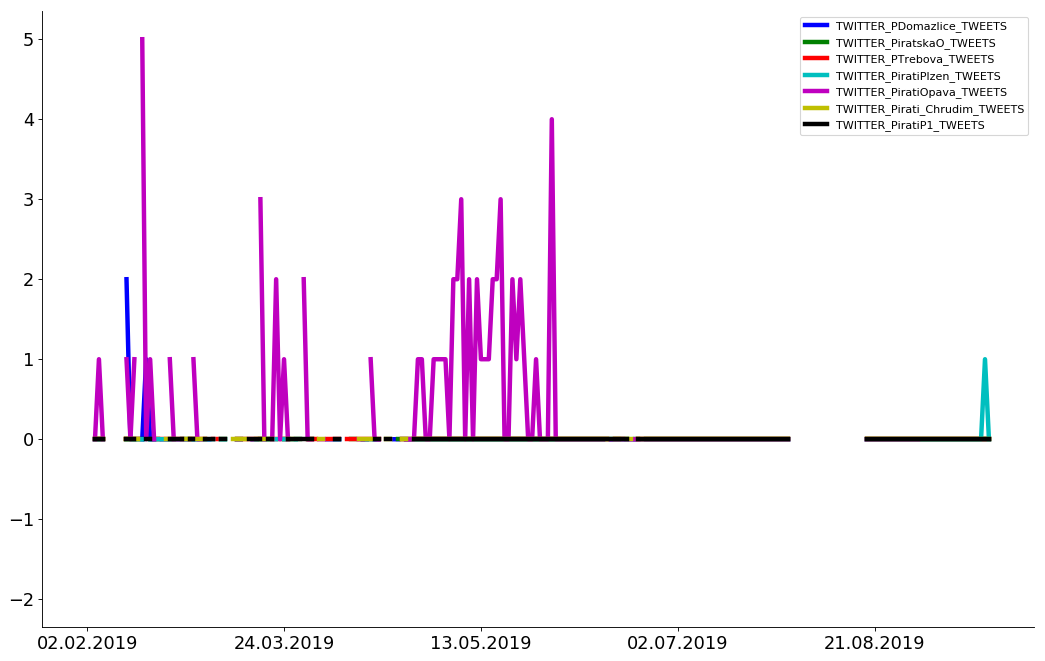 TWITTER_PDomazlice_TWEETS
TWITTER_PiratskaO_TWEETS
TWITTER_PTrebova_TWEETS
TWITTER_PiratiPlzen_TWEETS
TWITTER_PiratiOpava_TWEETS
TWITTER_Pirati_Chrudim_TWEETS
TWITTER_PiratiP1_TWEETS
5
4
3
2
1
0
−1
−2
02.02.2019 24.03.2019 13.05.2019 02.07.2019 21.08.2019